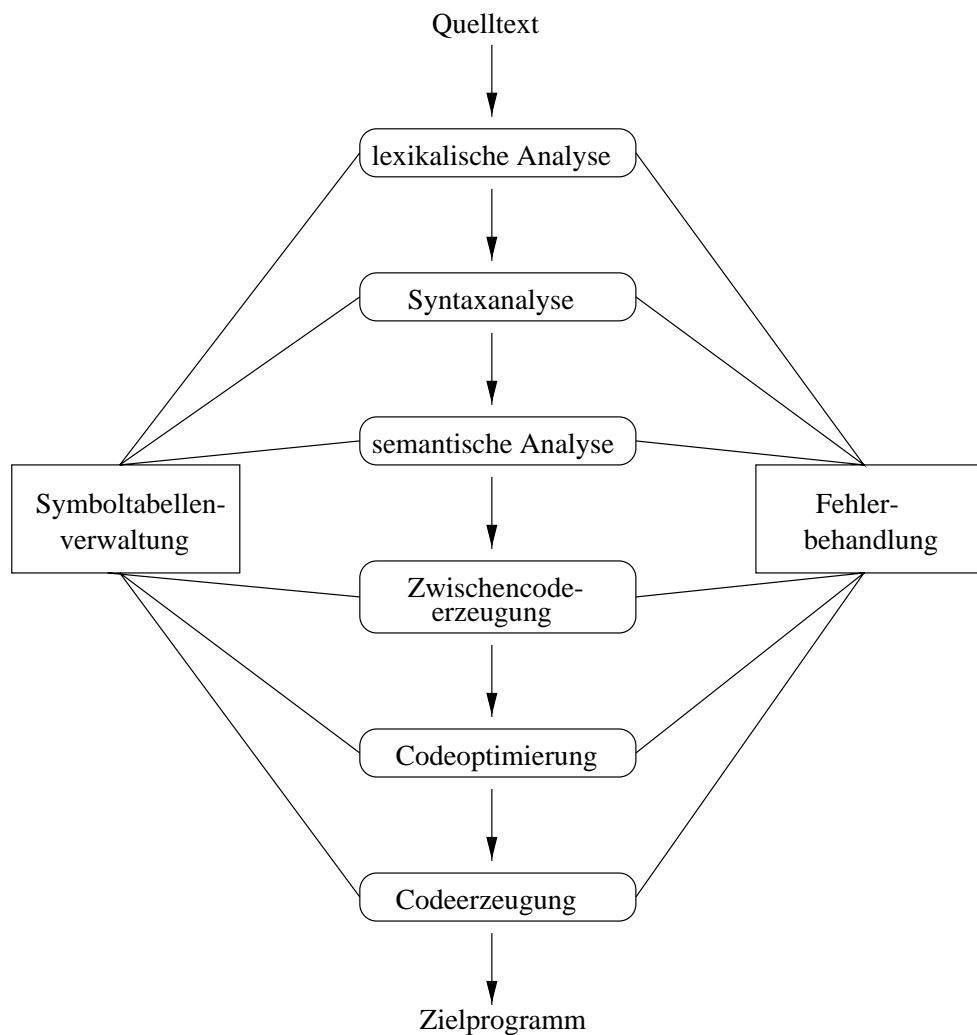 Quelltext
lexikalische Analyse
Syntaxanalyse
semantische Analyse
Symboltabellen-
verwaltung
Fehler-
behandlung
Zwischencode-
erzeugung
Codeoptimierung
Codeerzeugung
Zielprogramm